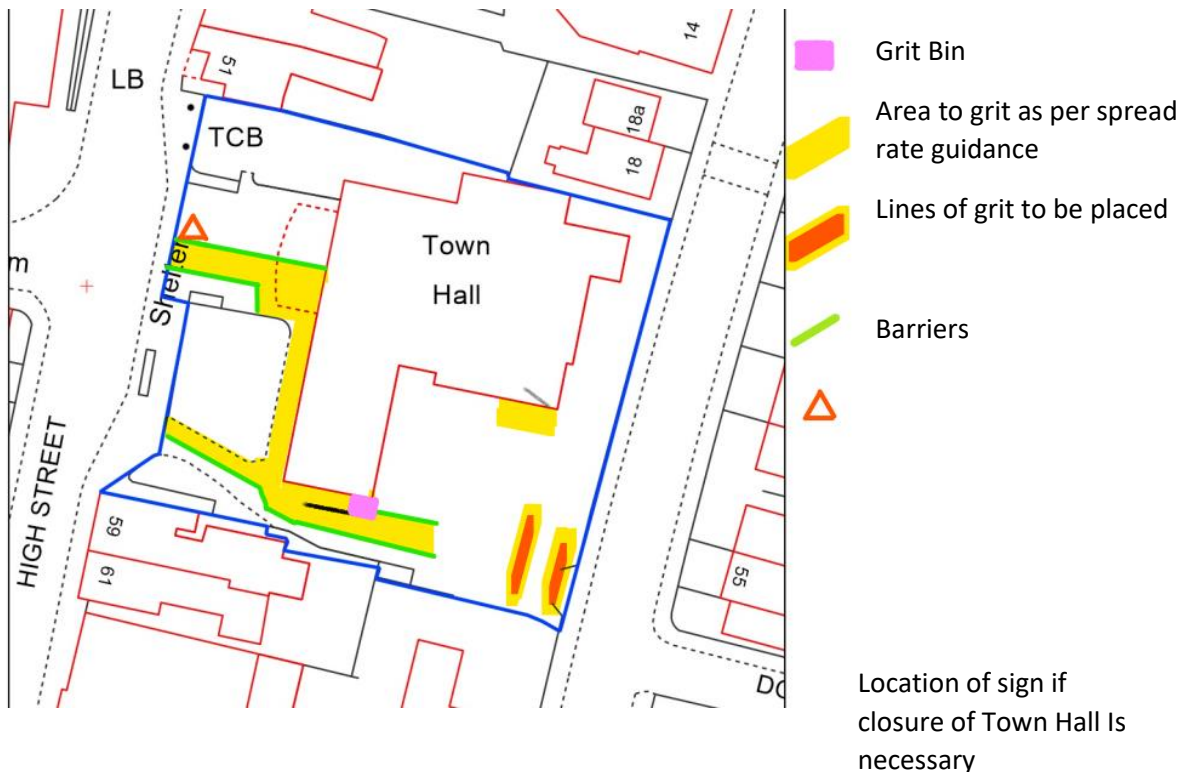 14
51
LB
TCB
18a
18
Town
Hall
m
Shelter
HIGH STREET
59
61
55
Grit Bin
Area to grit as per spread
rate guidance
Lines of grit to be placed
Barriers
Location of sign if
closure of Town Hall Is
necessary